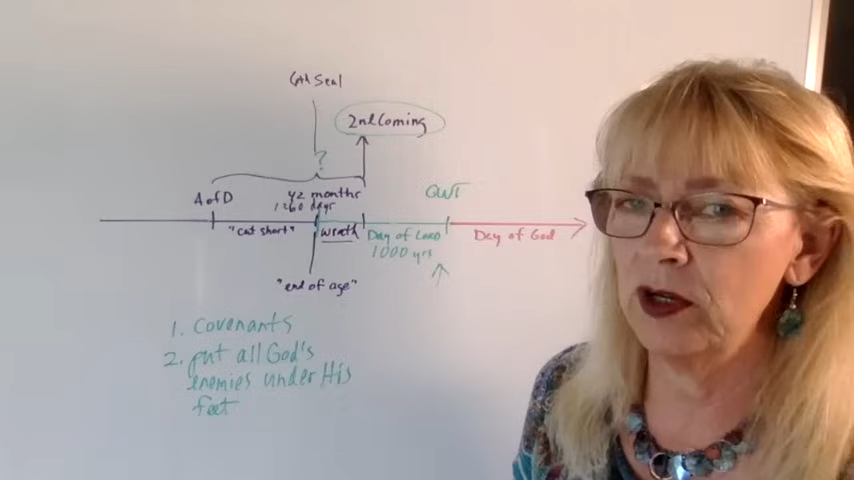 6th Seal
2nd Coming
?
A of D
42 months
1260 days
GWT
"cut short"
wrath
Day of LORD
1000 yrs
Day of God
"end of age"
1. Covenants
2. put all God's
enemies under His
feet